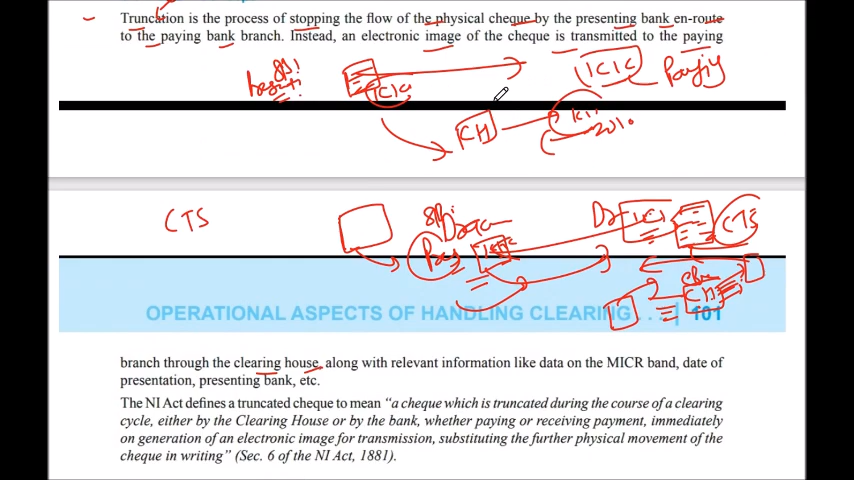 Truncation is the process of stopping the flow of the physical cheque by the presenting bank en-route
to the paying bank branch. Instead, an electronic image of the cheque is transmitted to the paying
ICIC
Paying
ICIC
CH
2010
CTS
ICIC
CTS
CH
OPERATIONAL ASPECTS OF HANDLING CLEARING . . . | 101
branch through the clearing house, along with relevant information like data on the MICR band, date of
presentation, presenting bank, etc.
The NI Act defines a truncated cheque to mean “a cheque which is truncated during the course of a clearing
cycle, either by the Clearing House or by the bank, whether paying or receiving payment, immediately
on generation of an electronic image for transmission, substituting the further physical movement of the
cheque in writing” (Sec. 6 of the NI Act, 1881).